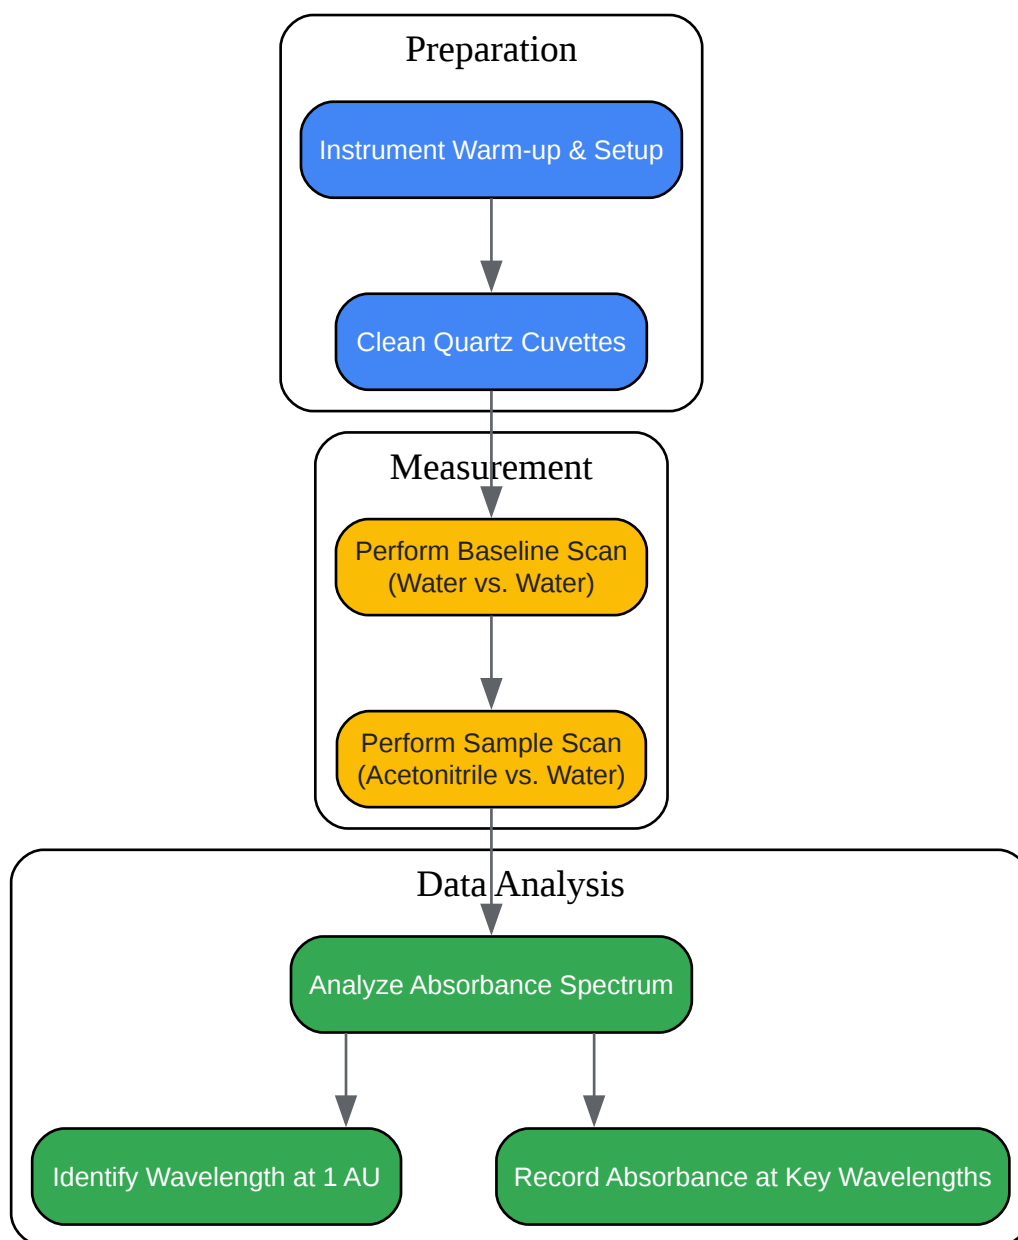 Preparation
Instrument Warm-up & Setup
Clean Quartz Cuvettes
Measurement
Perform Baseline Scan
(Water vs. Water)
Perform Sample Scan
(Acetonitrile vs. Water)
Data Analysis
Analyze Absorbance Spectrum
Identify Wavelength at 1 AU
Record Absorbance at Key Wavelengths